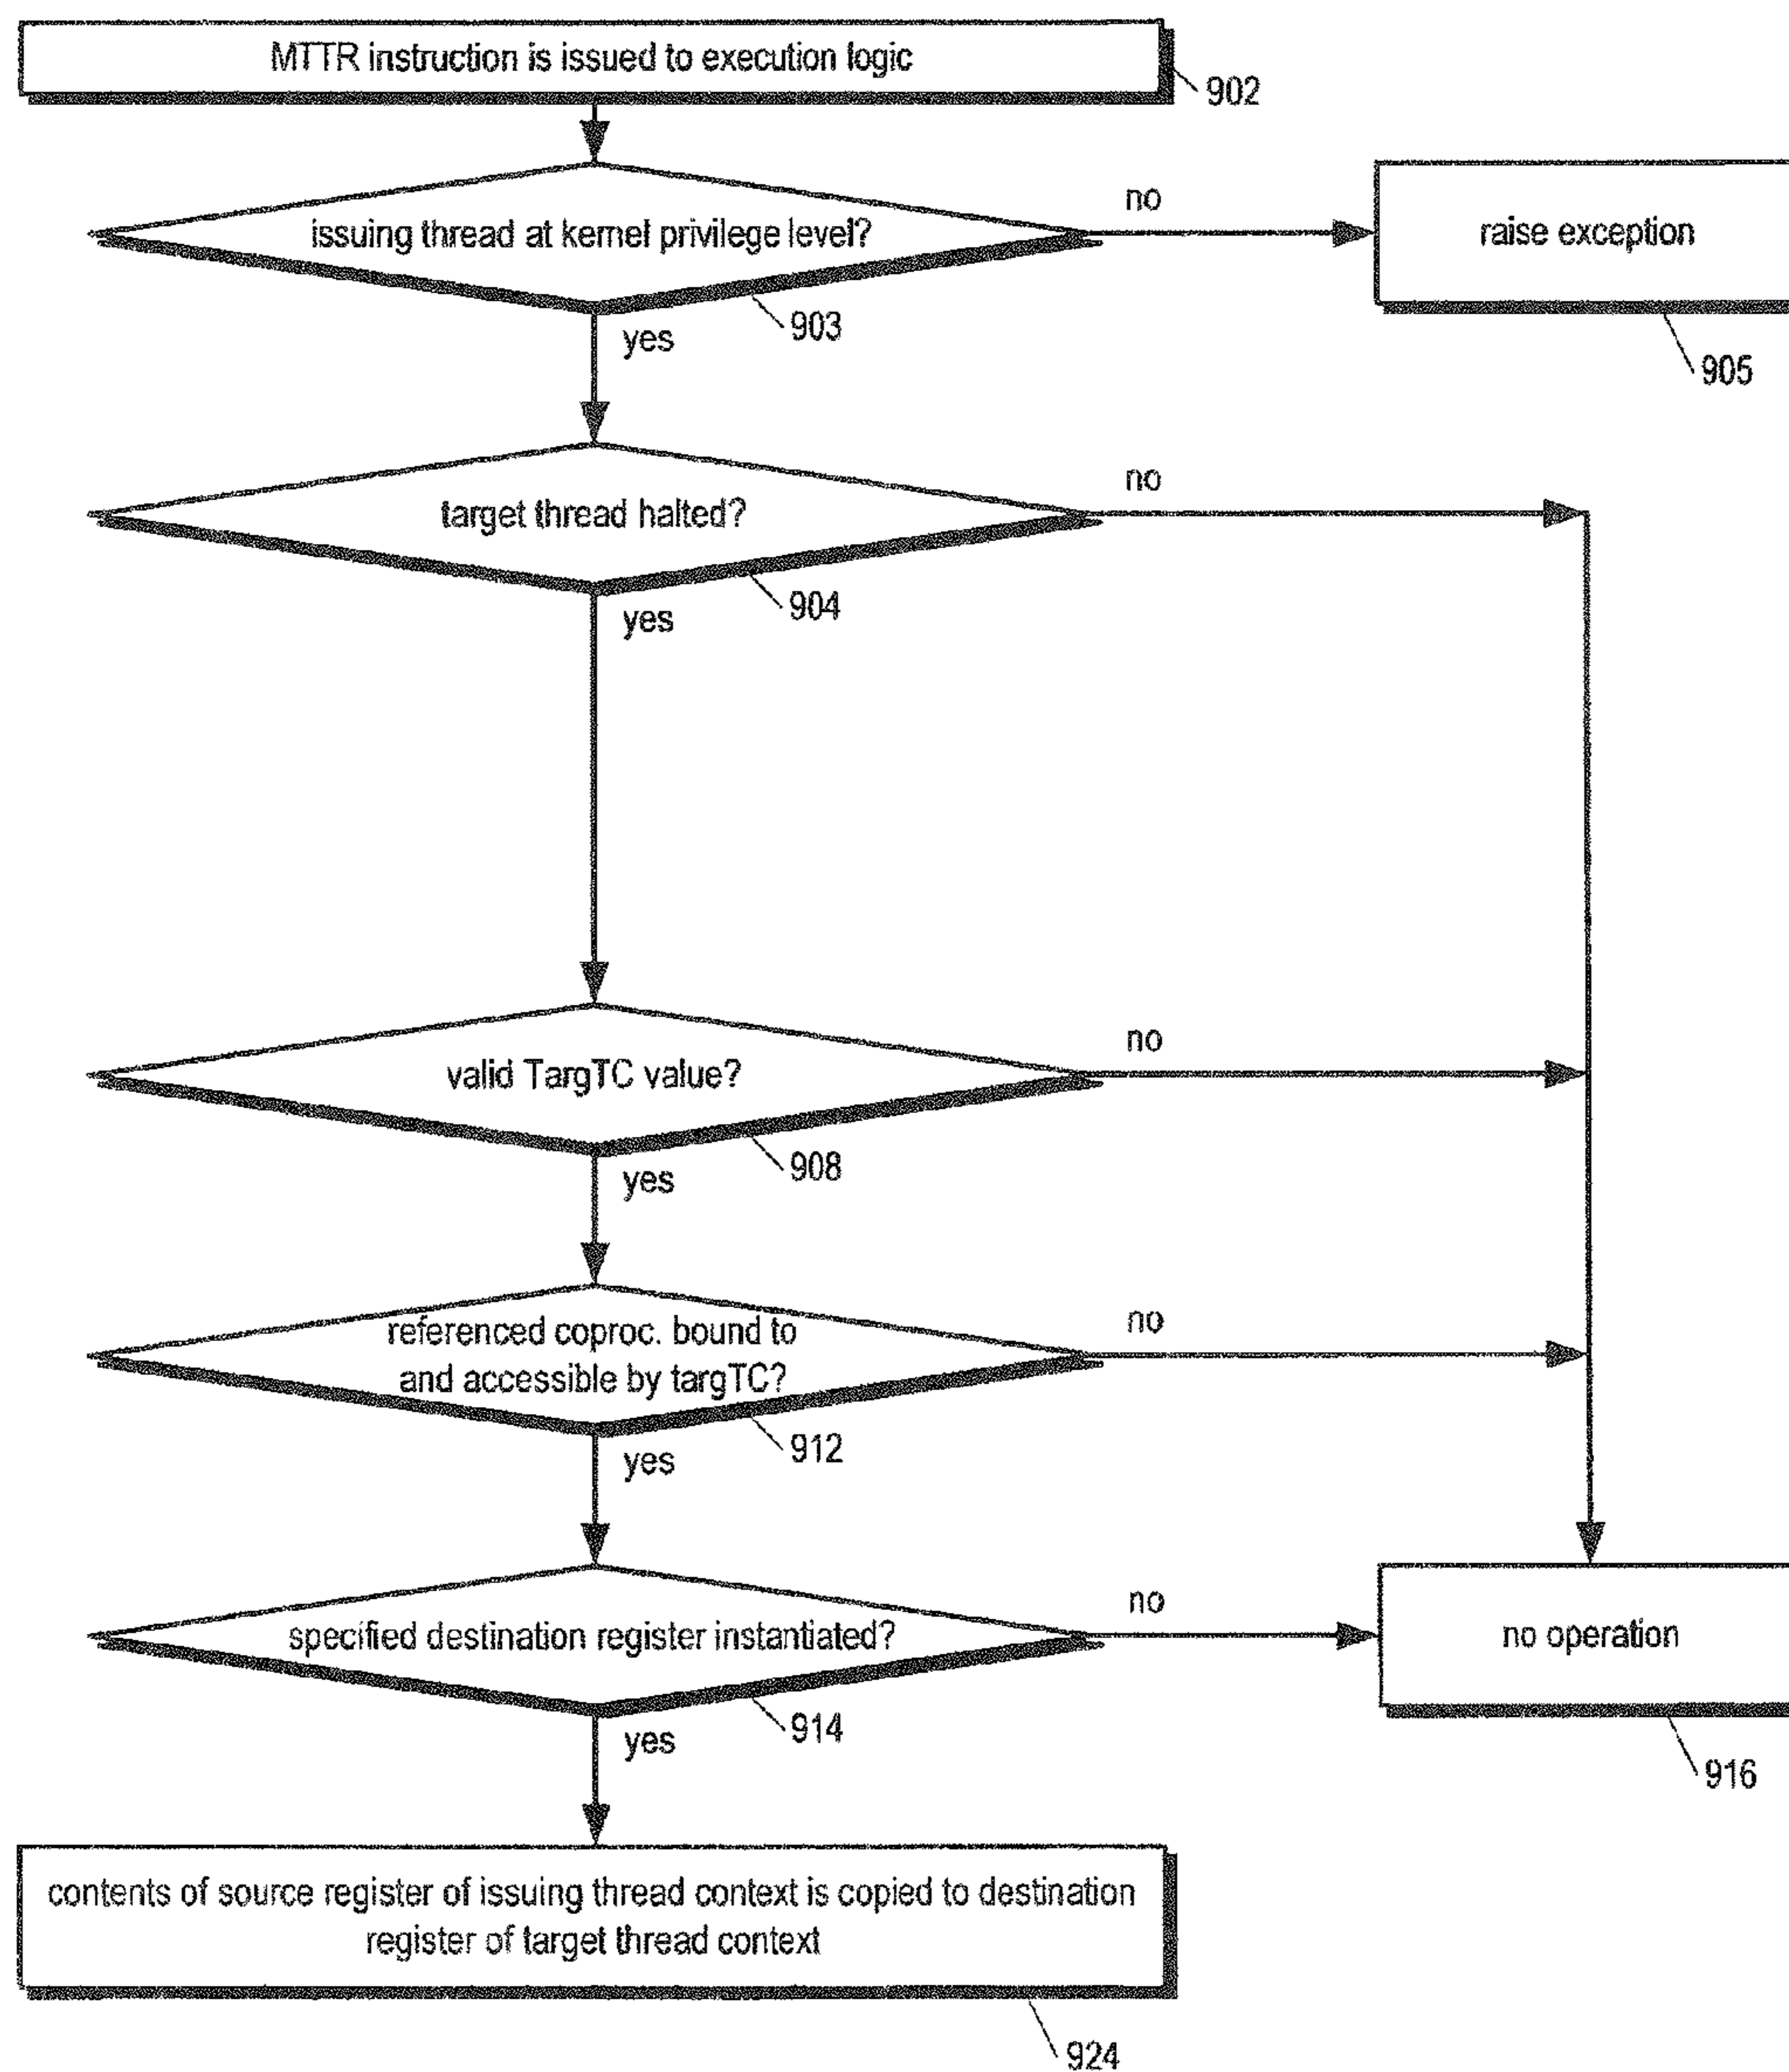 MTTR instruction is issued to execution logic
902
issuing thread at kernel privilege level?
no
raise exception
903
yes
905
target thread halted?
no
904
yes
valid TargTC value?
no
908
yes
referenced coproc. bound to
and accessible by targTC?
no
912
yes
specified destination register instantiated?
no
no operation
914
yes
916
contents of source register of issuing thread context is copied to destination
register of target thread context
924